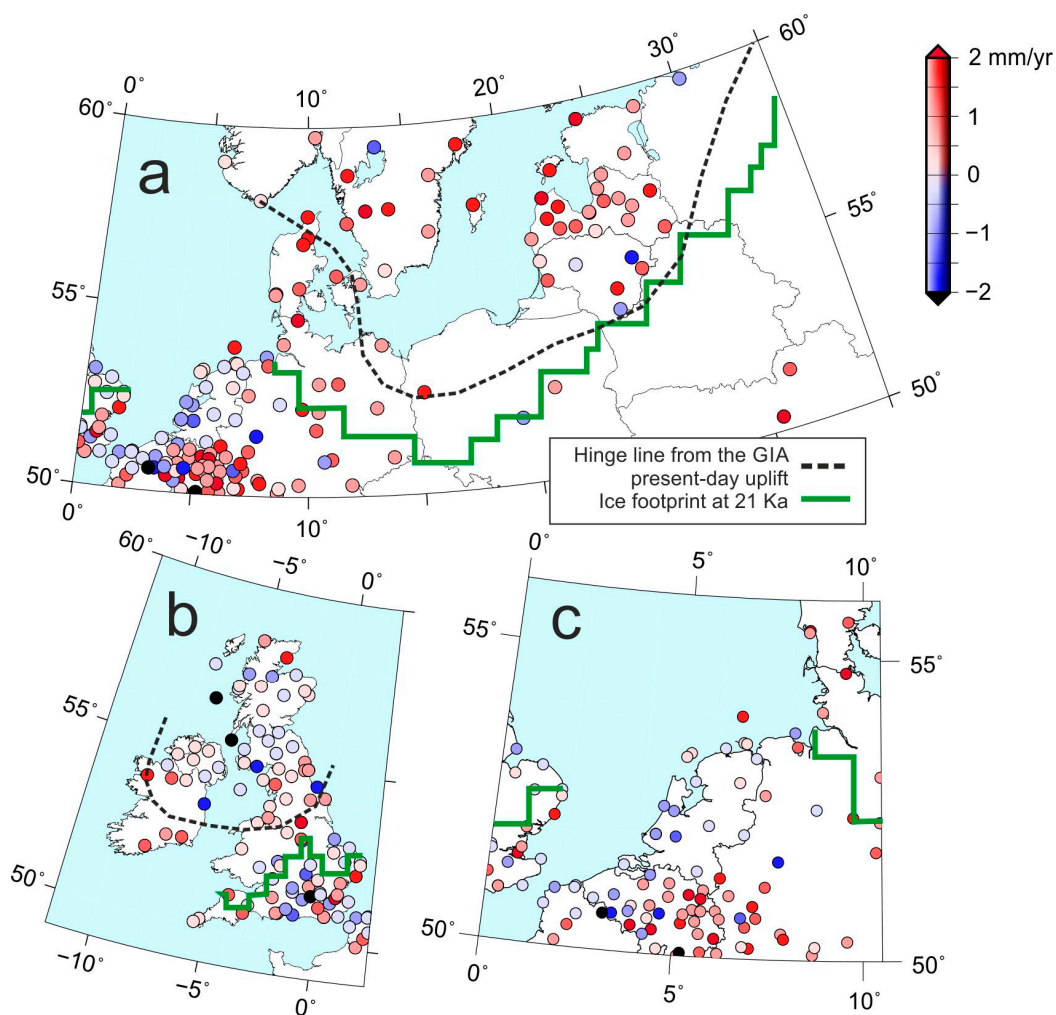 0° 10° 20° 30° 60
2 mm/yr
1
0
−1
−2
60°
a
55°
55°
50°
50°
0° 10°
Hinge line from the GIA
present-day uplift
Ice footprint at 21 Ka
60° −10° −5° 0°
b
55°
50°
−10° −5° 0°
0° 5° 10°
c
55°
55°
50°
50°
0° 5° 10°